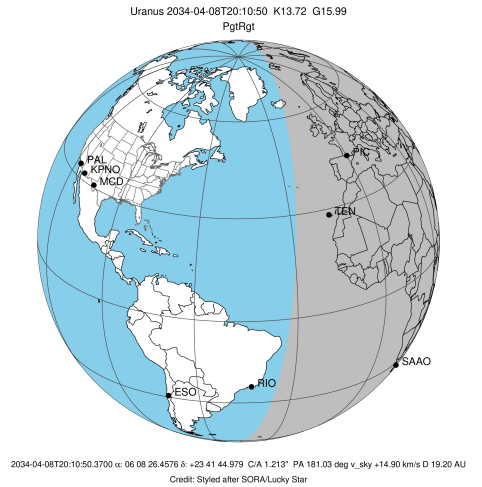 Uranus 2034-04-08T20:10:50 K13.72 G15.99
PgtRgt
PAL
KPNO
MCD
PIC
TEN
SAAO
RIO
ESO
2034-04-08T20:10:50.3700 α: 06 08 26.4576 δ: +23 41 44.979 C/A 1.213" PA 181.03 deg v_sky +14.90 km/s D 19.20 AU
Credit: Styled after SORA/Lucky Star